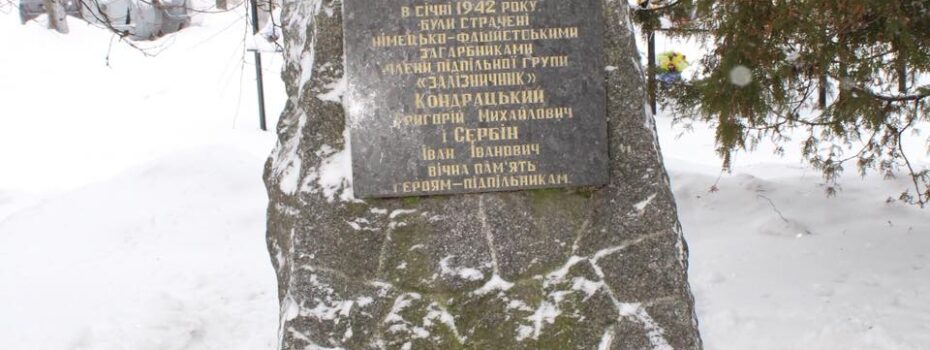 В СІЧНІ 1942 РОКУ
БУЛИ СТРАЧЕНІ
НІМЕЦЬКО-ФАШИСТСЬКИМИ
ЗАГАРБНИКАМИ
ЧЛЕНИ ПІДПІЛЬНОЇ ГРУПИ
«ЗАЛІЗНИЧНИК»
КОНДРАЦЬКИЙ
ГРИГОРІЙ МИХАЙЛОВИЧ
І СЕРБІН
ІВАН ІВАНОВИЧ
ВІЧНА ПАМ'ЯТЬ
ГЕРОЯМ-ПІДПІЛЬНИКАМ